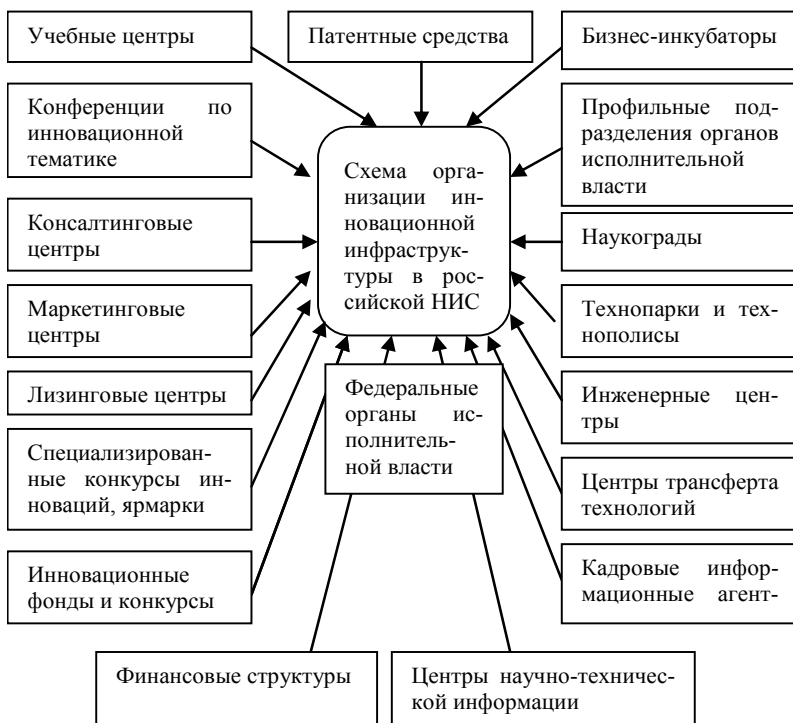 Учебные центры
Патентные средства
Бизнес-инкубаторы
Конференции по
инновационной
тематике
Профильные под-
разделения органов
исполнительной
власти
Схема орга-
низации ин-
новационной
инфраструк-
туры в рос-
сийской НИС
Консалтинговые
центры
Наукограды
Маркетинговые
центры
Технопарки и тех-
нополисы
Лизинговые центры
Федеральные
органы ис-
полнитель-
ной власти
Инженерные цен-
тры
Специализирован-
ные конкурсы ин-
новаций, ярмарки
Центры трансферта
технологий
Инновационные
фонды и конкурсы
Кадровые инфор-
мационные агент-
Финансовые структуры
Центры научно-техничес-
кой информации